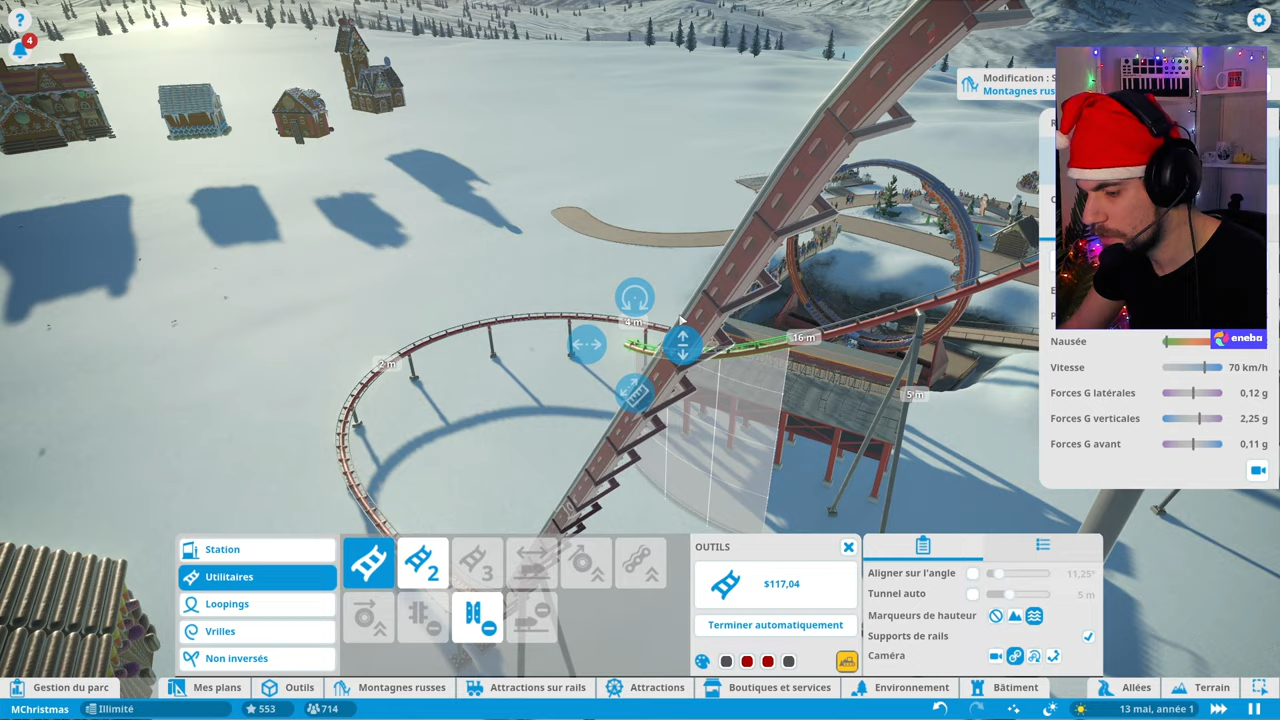 ?
4
Modification : S
Montagnes rus
4 m
16 m
2 m
5 m
eneba
Nausée
Vitesse 70 km/h
Forces G latérales 0,12 g
Forces G verticales 2,25 g
Forces G avant 0,11 g
Station
Utilitaires
Loopings
Vrilles
Non inversés
2
3
OUTILS
$117,04
Terminer automatiquement
Aligner sur l'angle 11,25°
Tunnel auto 5 m
Marqueurs de hauteur
Supports de rails
Caméra
Gestion du parc
Mes plans
Outils
Montagnes russes
Attractions sur rails
Attractions
Boutiques et services
Environnement
Bâtiment
Allées
Terrain
MChristmas
Illimité
553
714
13 mai, année 1